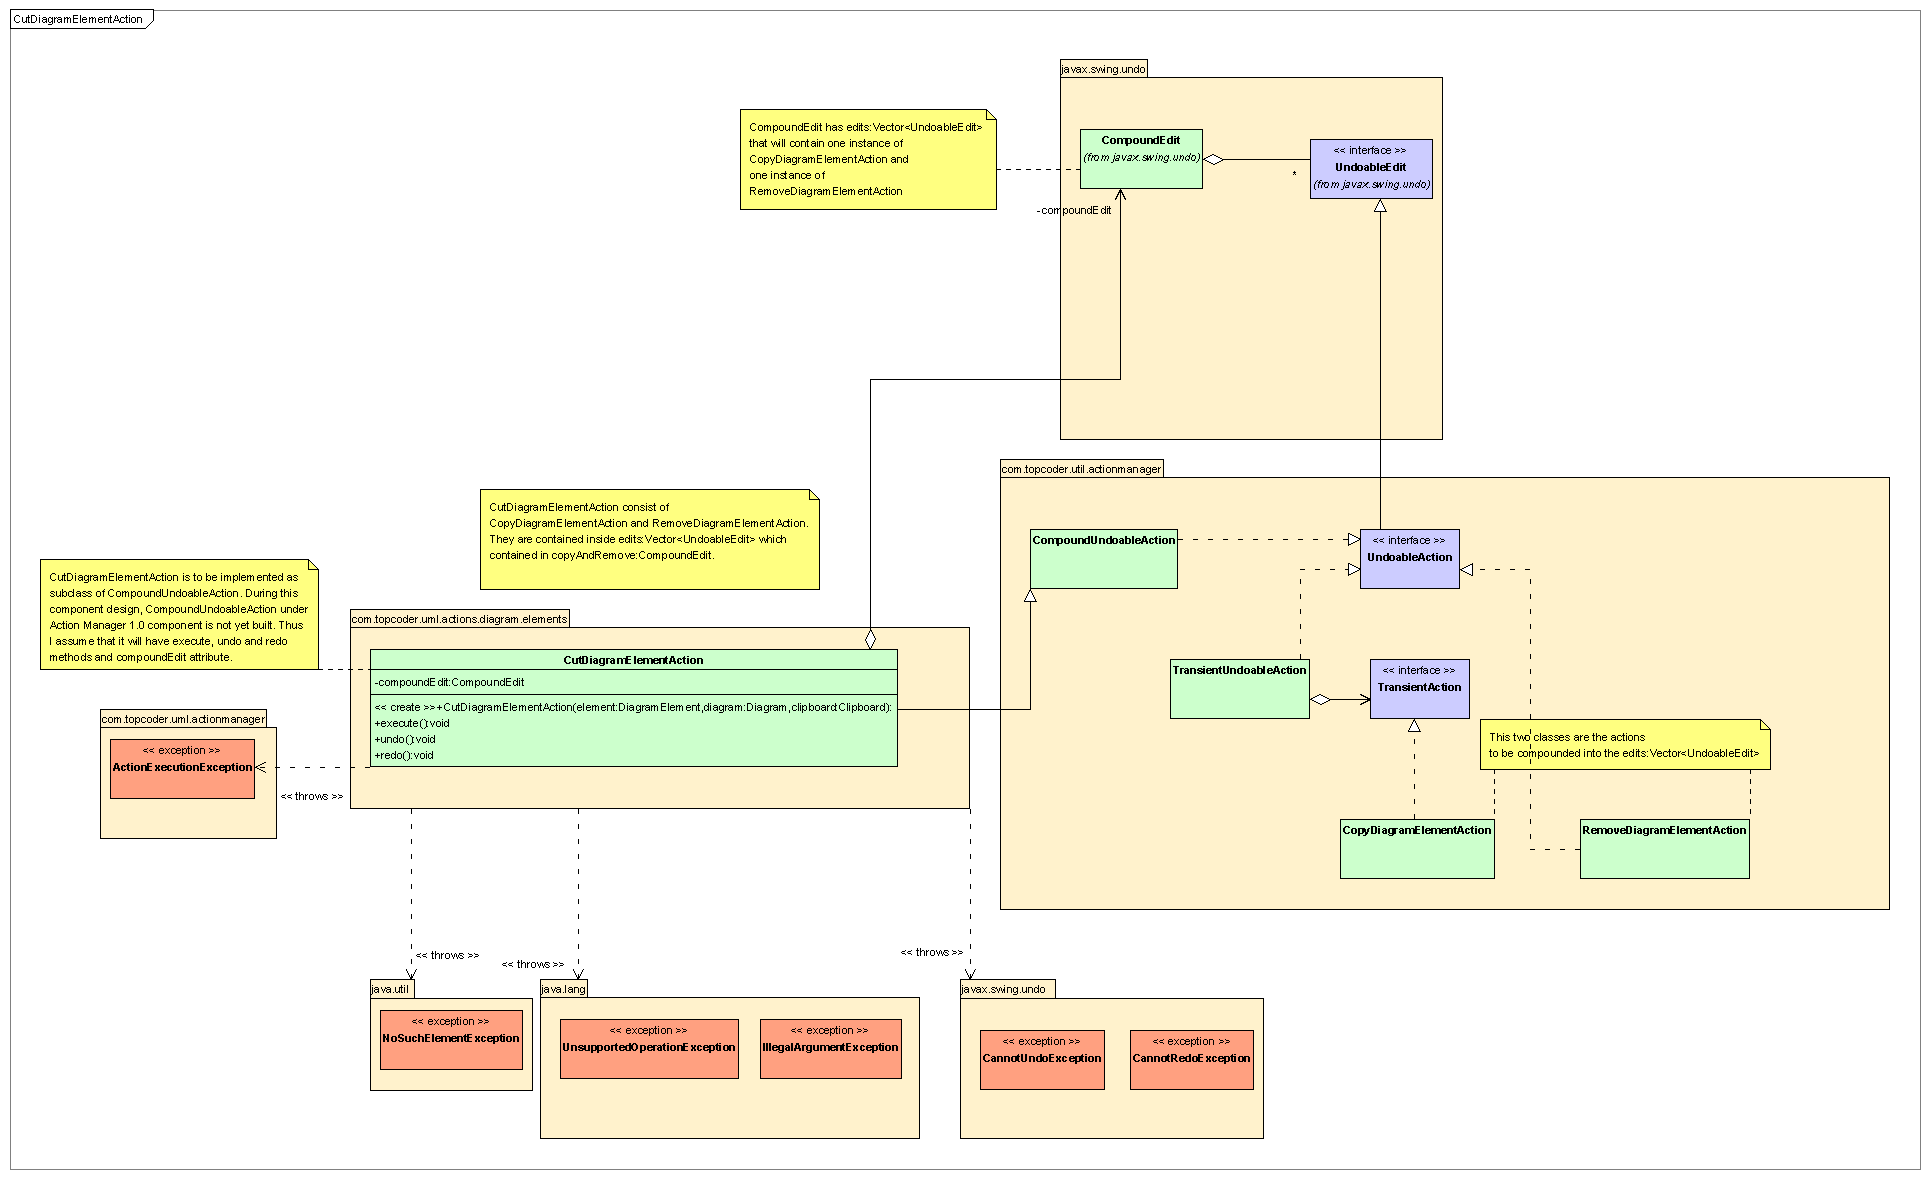 CutDiagramElementAction
javax.swing.undo
CompoundEdit has edits:Vector<UndoableEdit>
that will contain one instance of
CopyDiagramElementAction and
one instance of
RemoveDiagramElementAction
CompoundEdit
(from javax.swing.undo)
<< interface >>
UndoableEdit
(from javax.swing.undo)
*
-compoundEdit
com.topcoder.util.actionmanager
CutDiagramElementAction consist of
CopyDiagramElementAction and RemoveDiagramElementAction.
They are contained inside edits:Vector<UndoableEdit> which
contained in copyAndRemove:CompoundEdit.
CompoundUndoableAction
<< interface >>
UndoableAction
CutDiagramElementAction is to be implemented as
subclass of CompoundUndoableAction. During this
component design, CompoundUndoableAction under
Action Manager 1.0 component is not yet built. Thus
I assume that it will have execute, undo and redo
methods and compoundEdit attribute.
com.topcoder.uml.actions.diagram.elements
CutDiagramElementAction
-compoundEdit:CompoundEdit
<< create >>+CutDiagramElementAction(element:DiagramElement,diagram:Diagram,clipboard:Clipboard):
+execute():void
+undo():void
+redo():void
TransientUndoableAction
<< interface >>
TransientAction
com.topcoder.uml.actionmanager
<< exception >>
ActionExecutionException
<< throws >>
This two classes are the actions
to be compounded into the edits:Vector<UndoableEdit>
CopyDiagramElementAction
RemoveDiagramElementAction
<< throws >>
<< throws >>
<< throws >>
java.util
<< exception >>
NoSuchElementException
java.lang
<< exception >>
UnsupportedOperationException
<< exception >>
IllegalArgumentException
javax.swing.undo
<< exception >>
CannotUndoException
<< exception >>
CannotRedoException